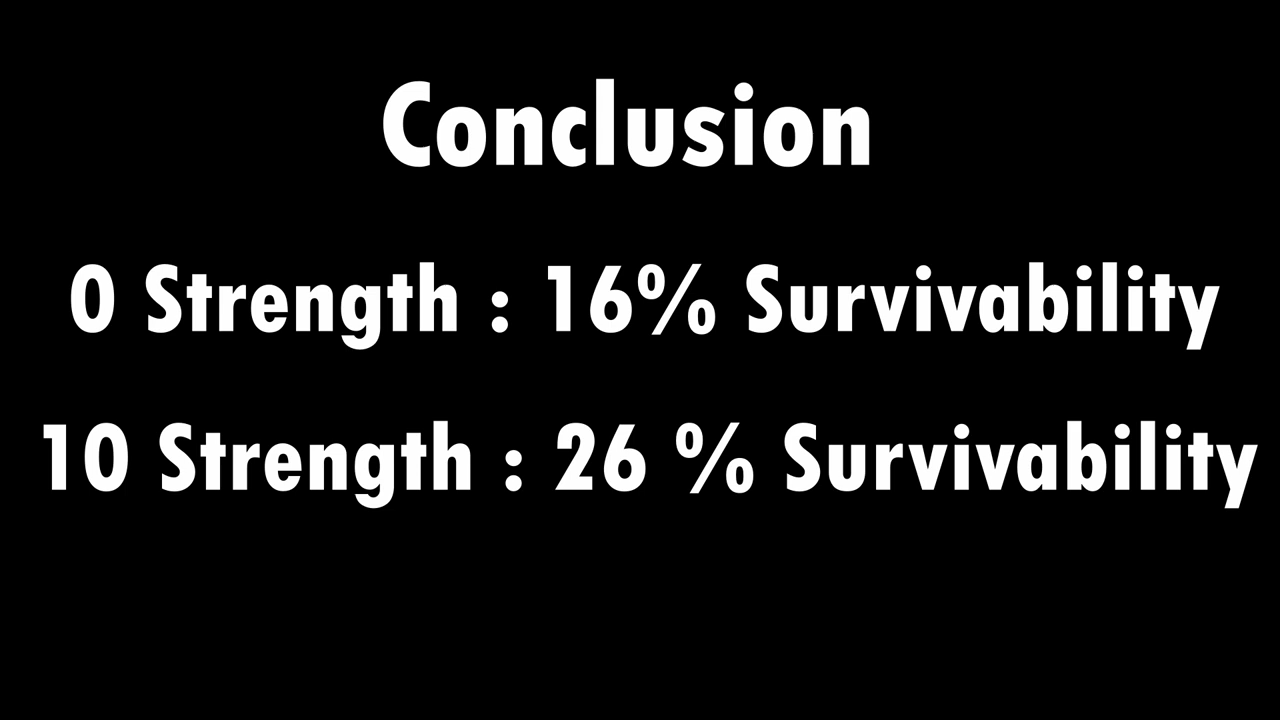 Conclusion
0 Strength : 16% Survivability
10 Strength : 26 % Survivability